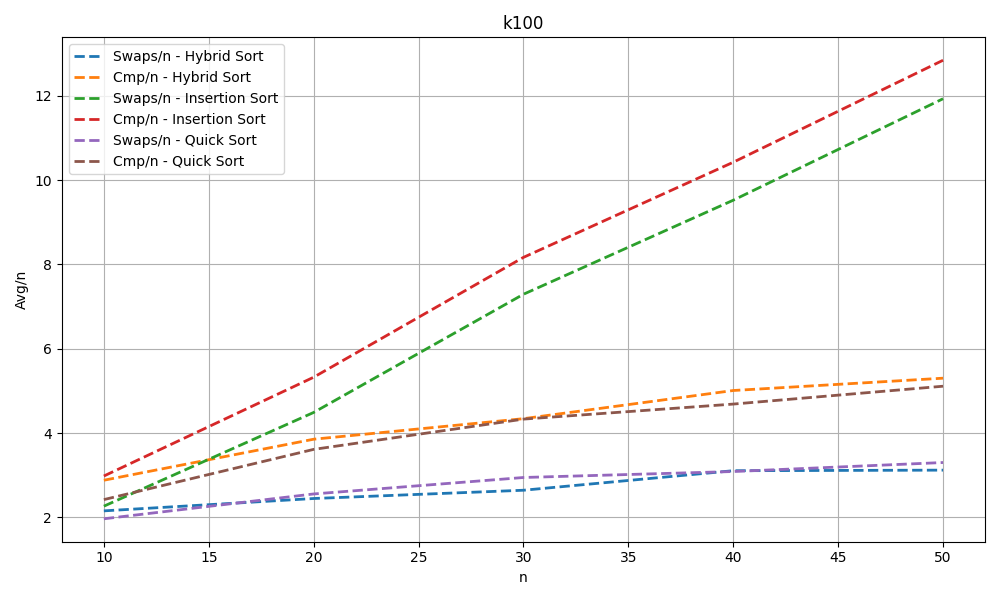 k100
Swaps/n - Hybrid Sort
Cmp/n - Hybrid Sort
Swaps/n - Insertion Sort
Cmp/n - Insertion Sort
Swaps/n - Quick Sort
Cmp/n - Quick Sort
12
10
8
6
4
2
Avg/n
10 15 20 25 30 35 40 45 50
n